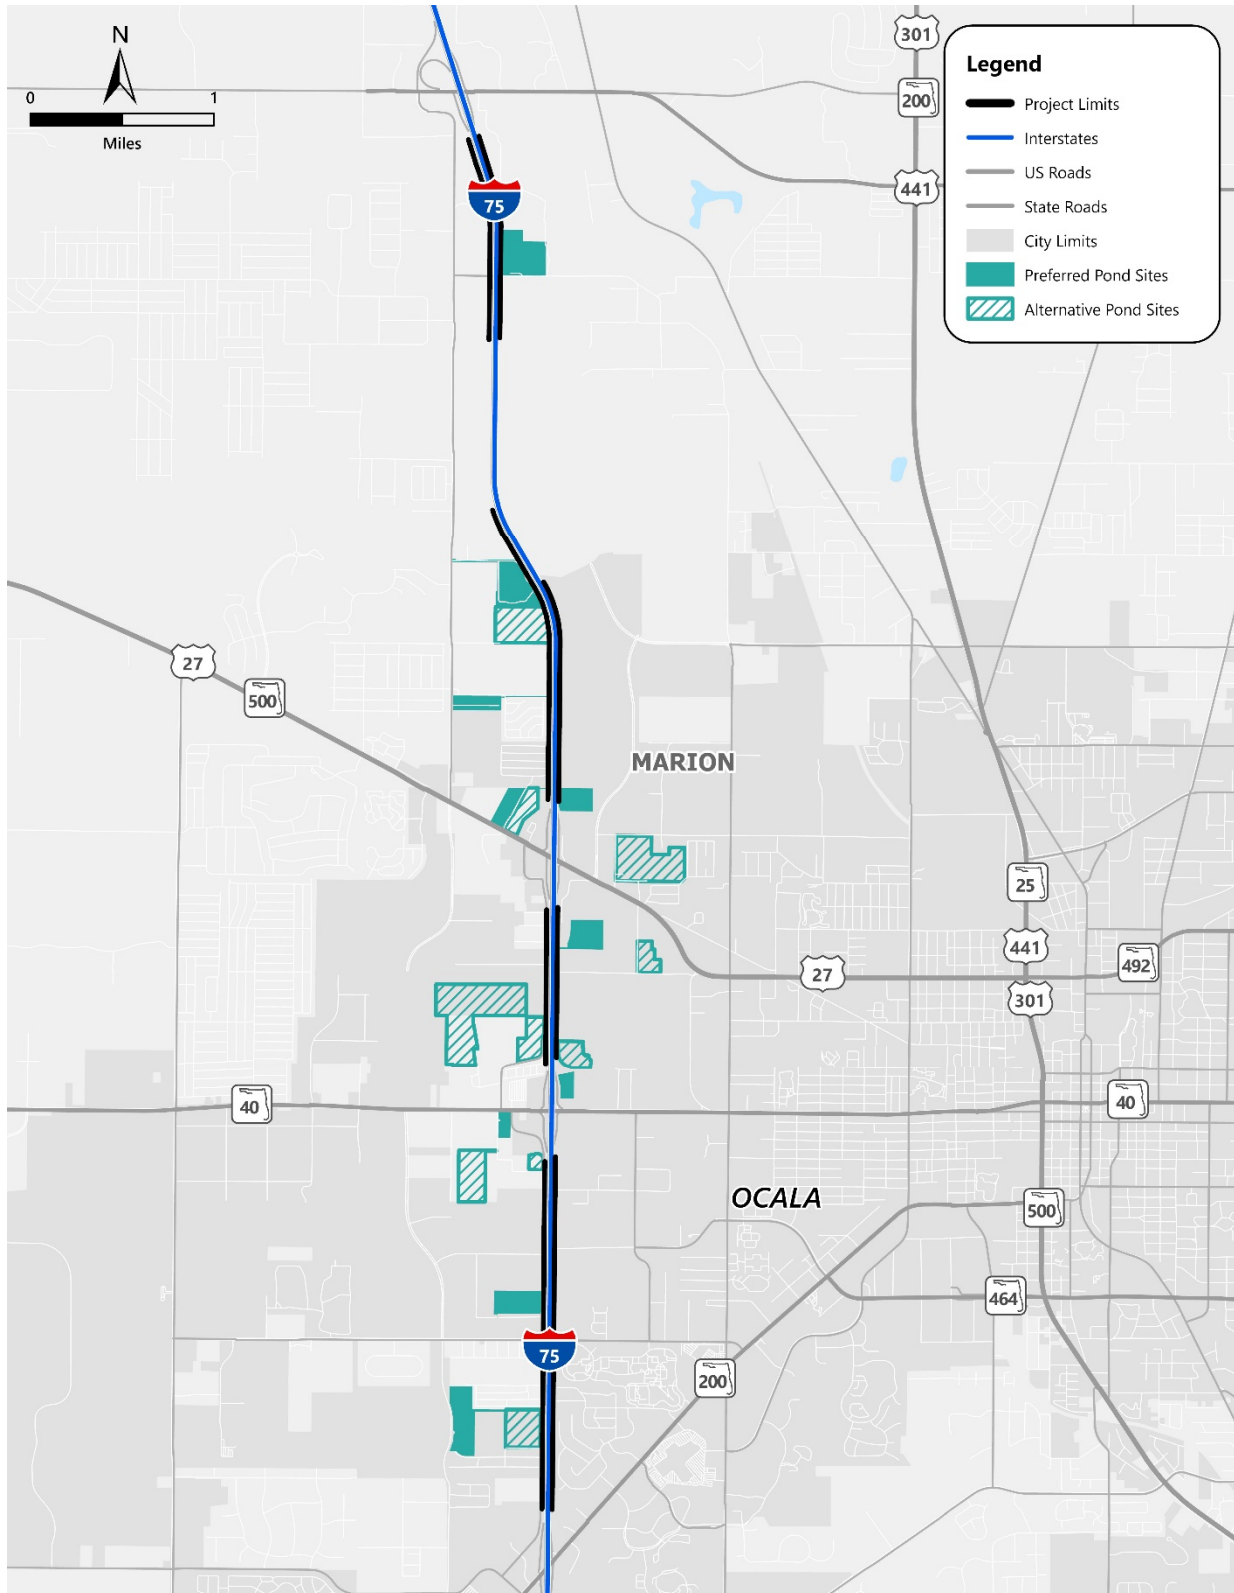 N
0 1
Miles
301
200
441
Legend
Project Limits
Interstates
US Roads
State Roads
City Limits
Preferred Pond Sites
Alternative Pond Sites
75
27
500
MARION
25
441
492
27
301
40
40
OCALA
500
464
75
200